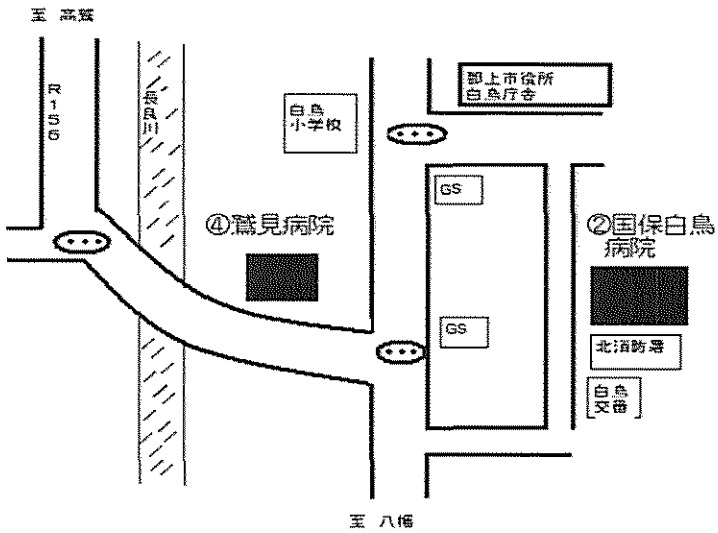 至 高鷲
R156
長良川
白鳥
小学校
郡上市役所
白鳥庁舎
GS
④鷲見病院
②国保白鳥
病院
GS
北消防署
白鳥
交番
至 八幡